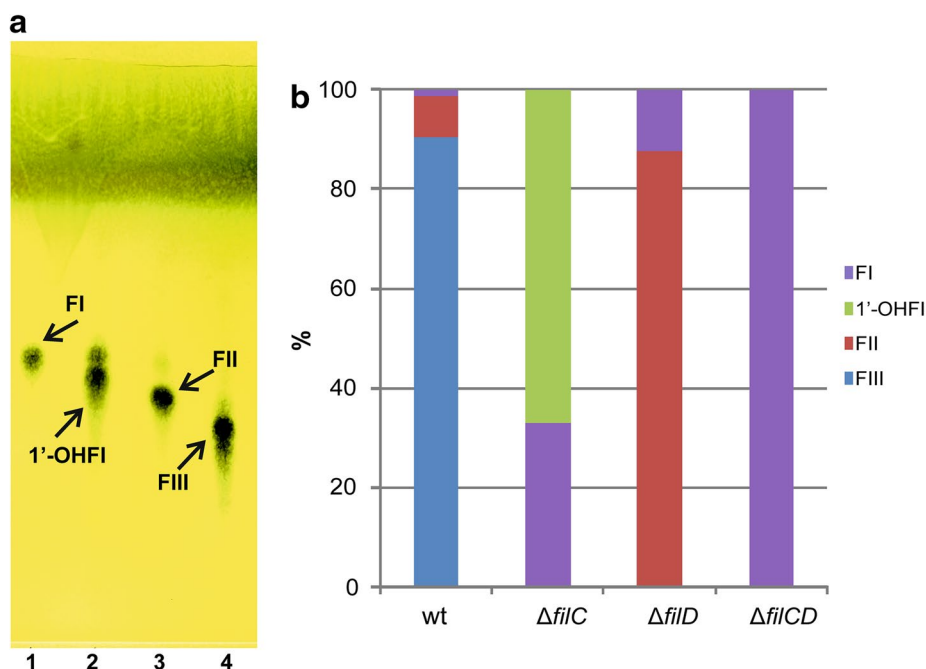 a
FI
FII
1'-OHFI
FIII
1 2 3 4
b
100
80
60
40
20
0
%
wt ΔfilC ΔfilD ΔfilCD
FI
1'-OHFI
FII
FIII